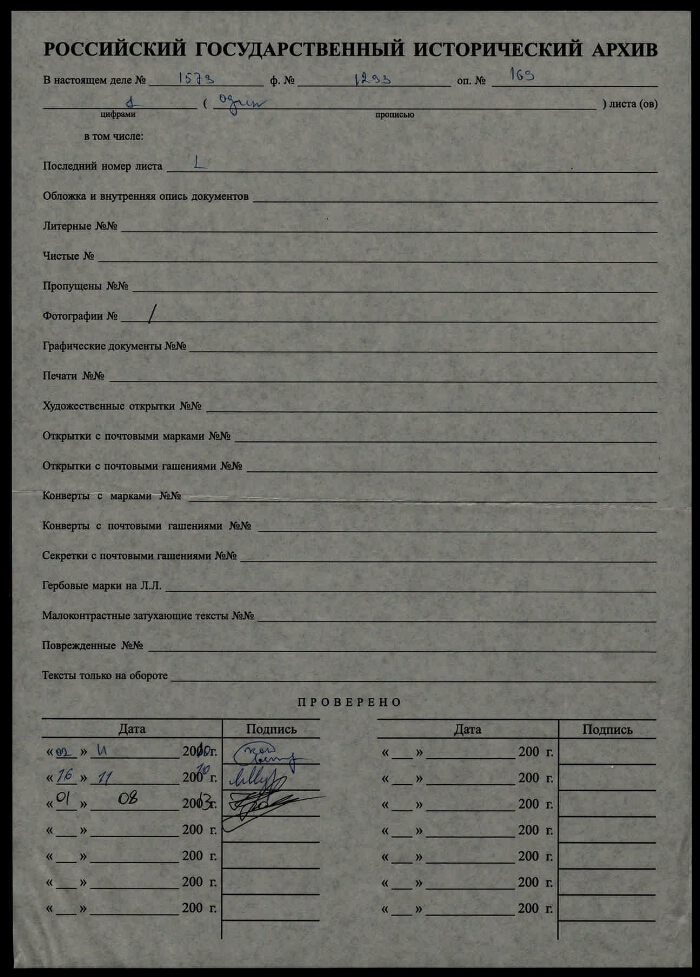 РОССИЙСКИЙ ГОСУДАРСТВЕННЫЙ ИСТОРИЧЕСКИЙ АРХИВ
В настоящем деле № 1573 ф. № 1293 оп. № 169
1 ( один ) листа (ов)
цифрами прописью
в том числе:
Последний номер листа 1
Обложка и внутренняя опись документов
Литерные №№
Чистые №
Пропущены №№
Фотографии № /
Графические документы №№
Печати №№
Художественные открытки №№
Открытки с почтовыми марками №№
Открытки с почтовыми гашениями №№
Конверты с марками №№
Конверты с почтовыми гашениями №№
Секретки с почтовыми гашениями №№
Гербовые марки на Л.Л.
Малоконтрастные затухающие тексты №№
Поврежденные №№
Тексты только на обороте
ПРОВЕРЕНО
Дата Подпись Дата Подпись
« 02 » 11 200 г. « » 200 г.
« 16 » 11 200 г. « » 200 г.
« 01 » 08 2013 г. « » 200 г.
« » 200 г. « » 200 г.
« » 200 г. « » 200 г.
« » 200 г. « » 200 г.
« » 200 г. « » 200 г.